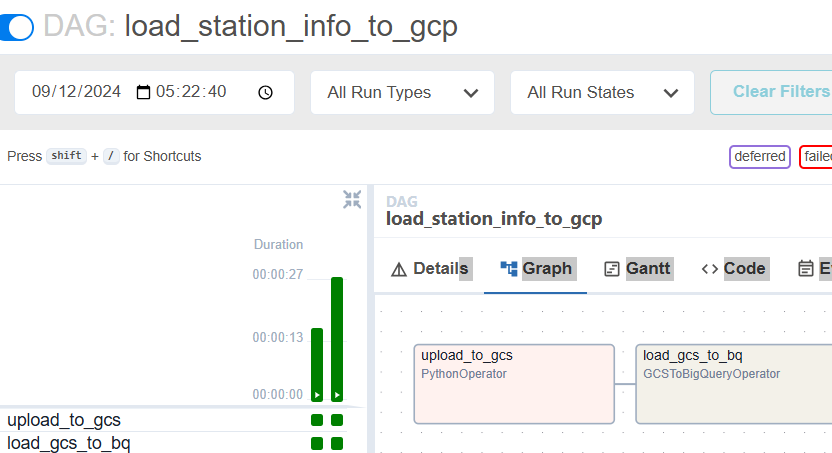 DAG: load_station_info_to_gcp
09/12/2024 05:22:40
All Run Types
All Run States
Clear Filters
Press shift + / for Shortcuts
deferred
failed
Duration
00:00:27
00:00:13
00:00:00
upload_to_gcs
load_gcs_to_bq
DAG
load_station_info_to_gcp
Details
Graph
Gantt
Code
upload_to_gcs
PythonOperator
load_gcs_to_bq
GCSToBigQueryOperator